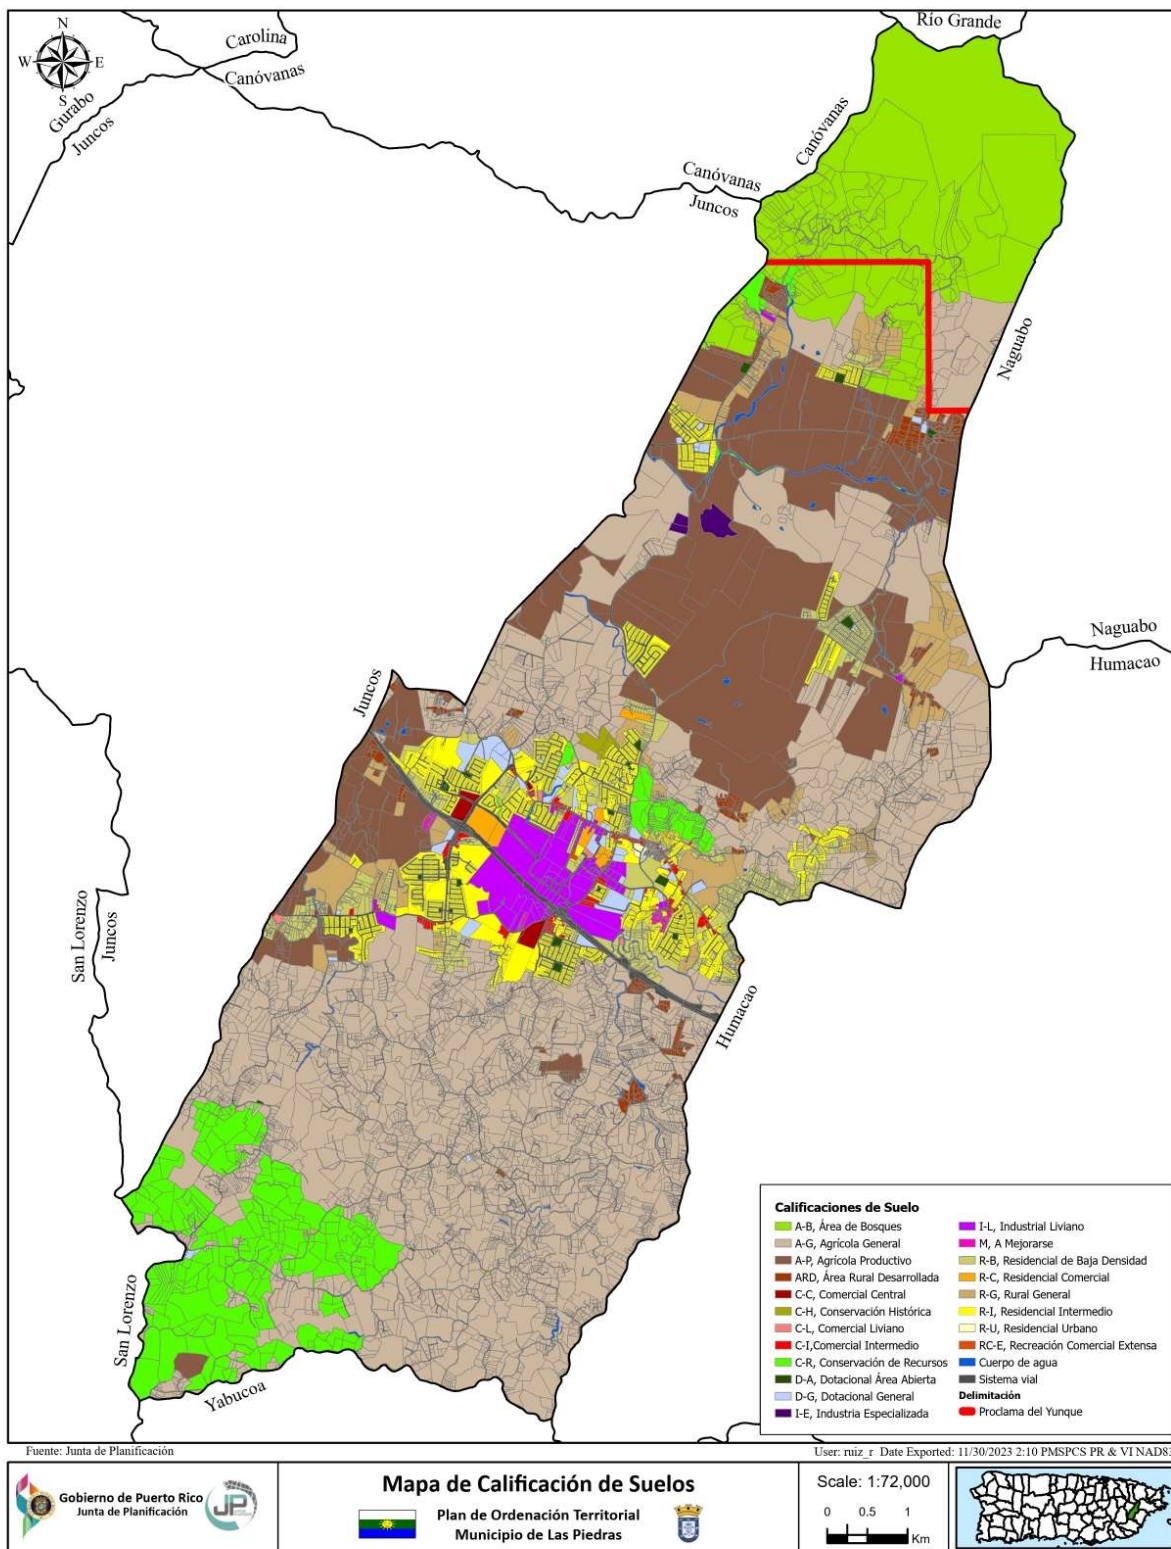 Río Grande
Carolina
Canóvanas
Gurabo
Juncos
N
W
E
S
Canóvanas
Canóvanas
Juncos
Naguabo
Naguabo
Humacao
Juncos
San Lorenzo
Juncos
Humacao
San Lorenzo
Yabucoa
Calificaciones de Suelo
A-B, Área de Bosques
A-G, Agrícola General
A-P, Agrícola Productivo
ARD, Área Rural Desarrollada
C-C, Comercial Central
C-H, Conservación Histórica
C-L, Comercial Liviano
C-I,Comercial Intermedio
C-R, Conservación de Recursos
D-A, Dotacional Área Abierta
D-G, Dotacional General
I-E, Industria Especializada
I-L, Industrial Liviano
M, A Mejorarse
R-B, Residencial de Baja Densidad
R-C, Residencial Comercial
R-G, Rural General
R-I, Residencial Intermedio
R-U, Residencial Urbano
RC-E, Recreación Comercial Extensa
Cuerpo de agua
Sistema vial
Delimitación
Proclama del Yunque
Fuente: Junta de Planificación
User: ruiz_r Date Exported: 11/30/2023 2:10 PMSPCS PR & VI NAD83
Gobierno de Puerto Rico
Junta de Planificación
JP
Mapa de Calificación de Suelos
Plan de Ordenación Territorial
Municipio de Las Piedras
Scale: 1:72,000
0 0.5 1
Km